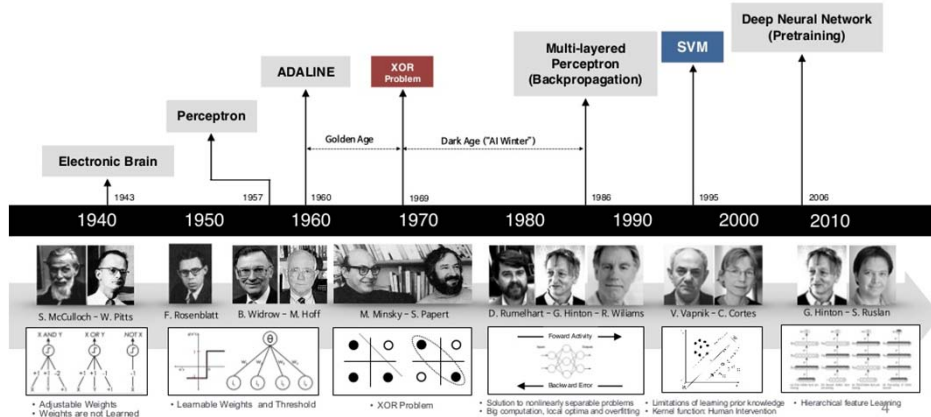 Deep Neural Network
(Pretraining)
Multi-layered
Perceptron
(Backpropagation)
SVM
ADALINE
XOR
Problem
Perceptron
Golden Age
Dark Age ("AI Winter")
Electronic Brain
1943
1957
1960
1969
1986
1995
2006
1940
1950
1960
1970
1980
1990
2000
2010
S. McCulloch – W. Pitts
F. Rosenblatt
B. Widrow – M. Hoff
M. Minsky - S. Papert
D. Rumelhart – G. Hinton – R. Wiliams
V. Vapnik – C. Cortes
G. Hinton – S. Ruslan
X AND Y
X OR Y
NOT X
Foward Activity
Backward Error
• Adjustable Weights
• Weights are not Learned
• Learnable Weights and Threshold
• XOR Problem
• Solution to nonlinearly separable problems
• Big computation, local optima and overfitting
• Limitations of learning prior knowledge
• Kernel function: Human Intervention
• Hierarchical feature Learning
4